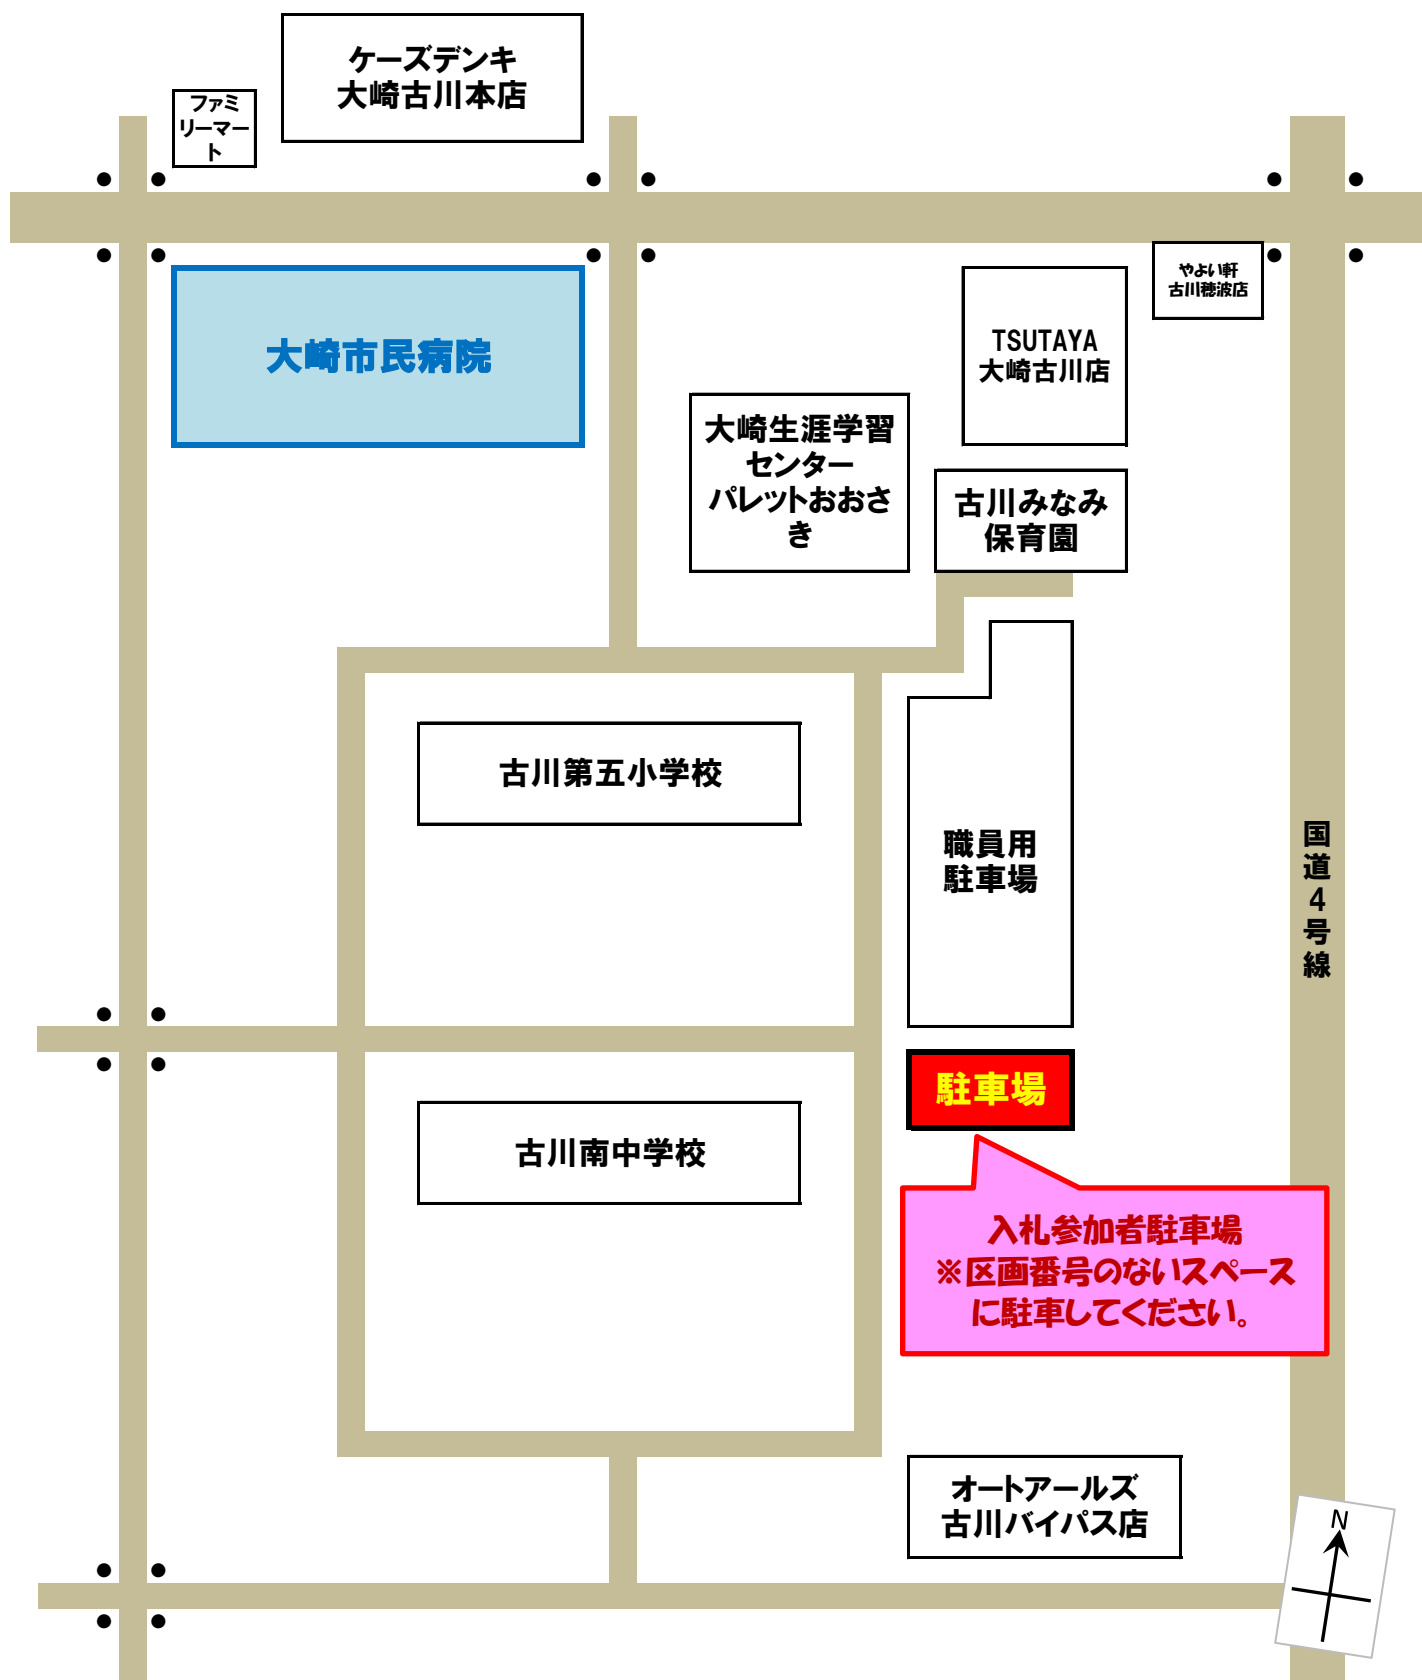 ケーズデンキ
大崎古川本店
ファミ
リーマー
ト
やよい軒
古川穂波店
大崎市民病院
TSUTAYA
大崎古川店
大崎生涯学習
センター
パレットおおさ
き
古川みなみ
保育園
古川第五小学校
職員用
駐車場
国道4号線
駐車場
古川南中学校
入札参加者駐車場
※区画番号のないスペース
に駐車してください。
オートアールズ
古川バイパス店
N